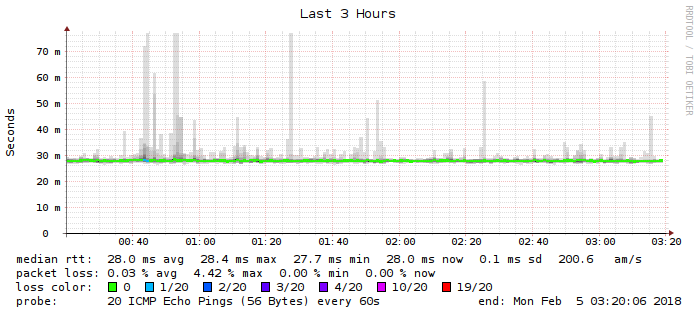 Last 3 Hours
RRDTOOL / TOBI OETIKER
Seconds
70 m
60 m
50 m
40 m
30 m
20 m
10 m
0
00:40 01:00 01:20 01:40 02:00 02:20 02:40 03:00 03:20
median rtt: 28.0 ms avg 28.4 ms max 27.7 ms min 28.0 ms now 0.1 ms sd 200.6 am/s
packet loss: 0.03 % avg 4.42 % max 0.00 % min 0.00 % now
loss color: 0 1/20 2/20 3/20 4/20 10/20 19/20
probe: 20 ICMP Echo Pings (56 Bytes) every 60s end: Mon Feb 5 03:20:06 2018